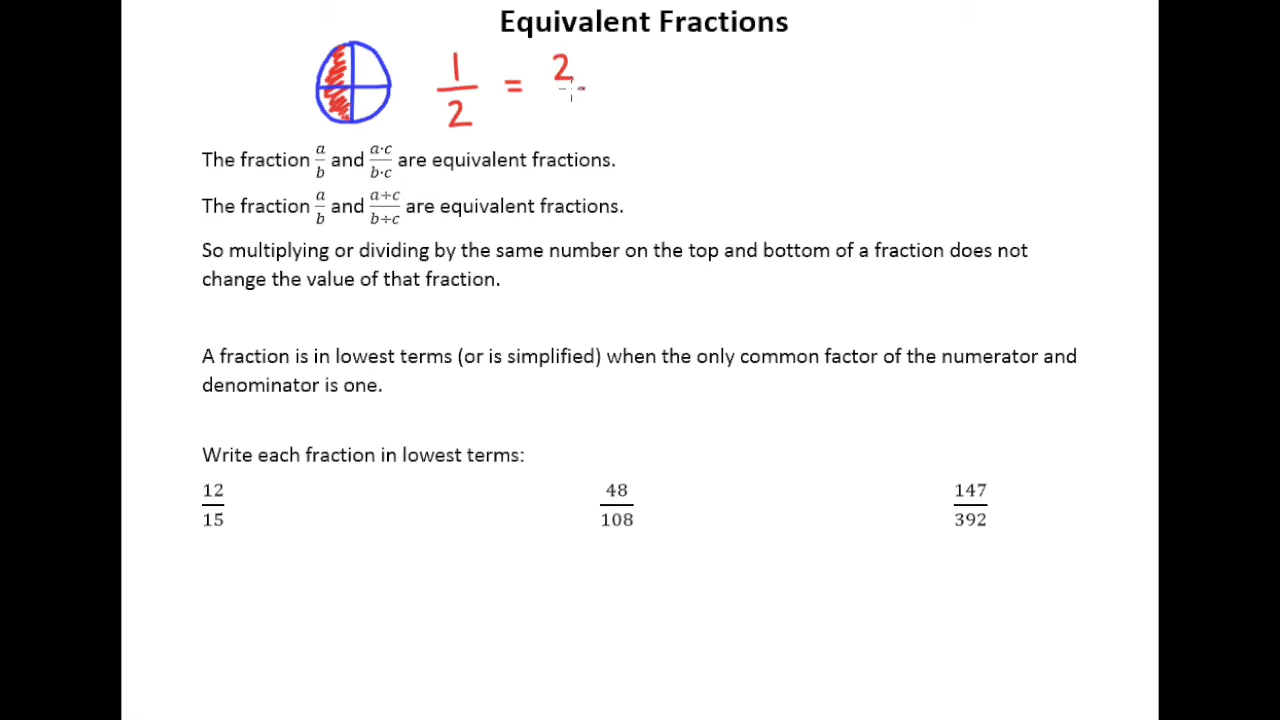 Equivalent Fractions
1/2 = 2
The fraction a/b and a·c/b·c are equivalent fractions.
The fraction a/b and a÷c/b÷c are equivalent fractions.
So multiplying or dividing by the same number on the top and bottom of a fraction does not
change the value of that fraction.
A fraction is in lowest terms (or is simplified) when the only common factor of the numerator and
denominator is one.
Write each fraction in lowest terms:
12/15 48/108 147/392